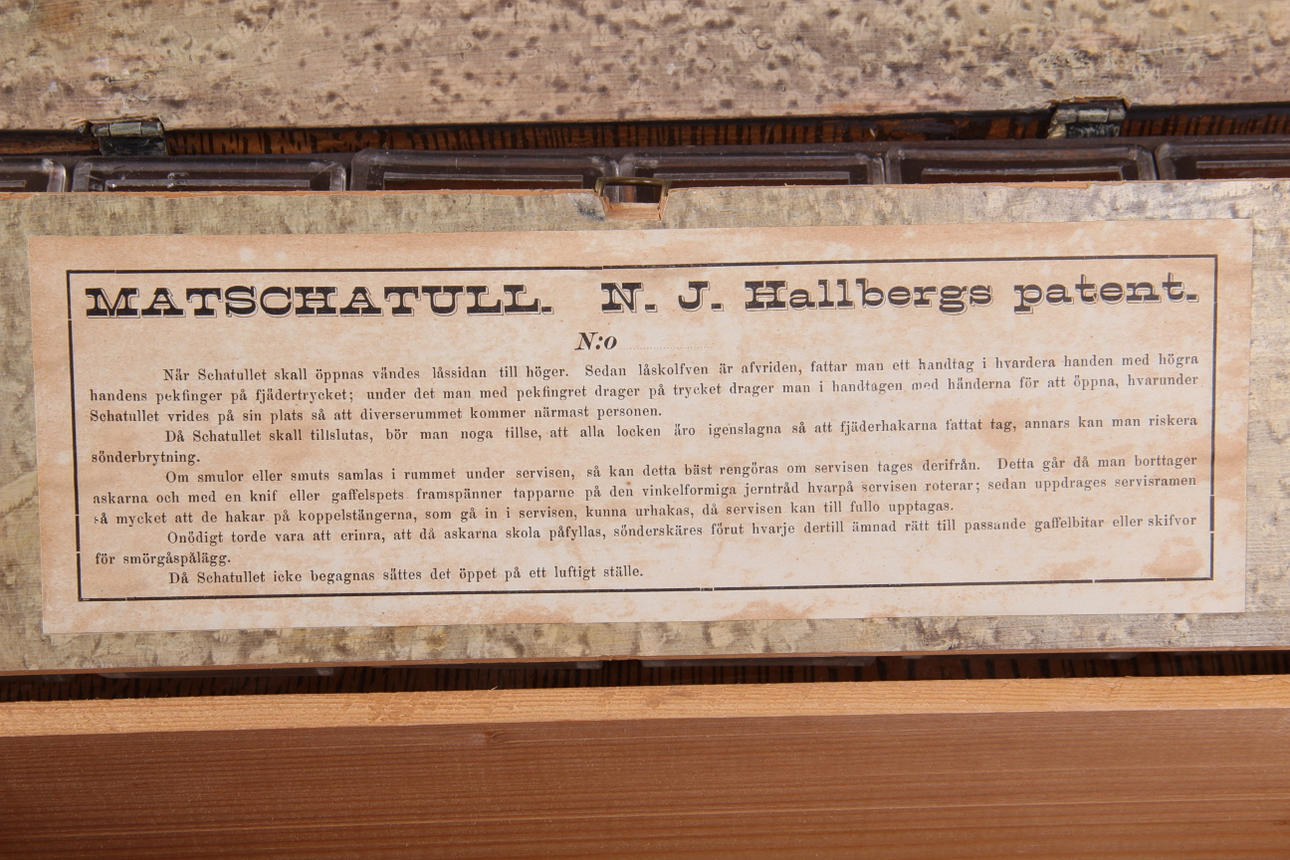 MATSCHATULL. N. J. Hallbergs patent.
N:o
När Schatullet skall öppnas vändes låssidan till höger. Sedan låskolfven är afvriden, fattar man ett handtag i hvardera handen med högra
handens pekfinger på fjädertrycket; under det man med pekfingret drager på trycket drager man i handtagen med händerna för att öppna, hvarunder
Schatullet vrides på sin plats så att diverserummet kommer närmast personen.
Då Schatullet skall tillslutas, bör man noga tillse, att alla locken äro igenslagna så att fjäderhakarna fattat tag, annars kan man riskera
sönderbrytning.
Om smulor eller smuts samlas i rummet under servisen, så kan detta bäst rengöras om servisen tages derifrån. Detta går då man borttager
askarna och med en knif eller gaffelspets framspänner tapparne på den vinkelformiga jerntråd hvarpå servisen roterar; sedan uppdrages servisramen
så mycket att de hakar på koppelstängerna, som gå in i servisen, kunna urhakas, då servisen kan till fullo upptagas.
Onödigt torde vara att erinra, att då askarna skola påfyllas, sönderskäres förut hvarje dertill ämnad rätt till passande gaffelbitar eller skifvor
för smörgåspålägg.
Då Schatullet icke begagnas sättes det öppet på ett luftigt ställe.